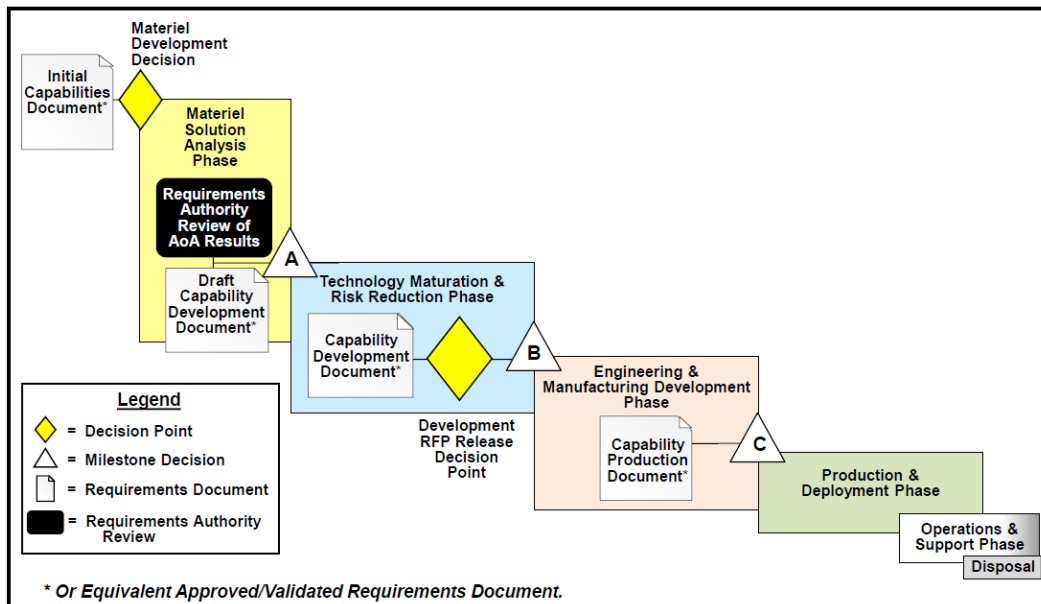 Materiel
Development
Decision
Initial
Capabilities
Document*
Materiel
Solution
Analysis
Phase
Requirements
Authority
Review of
AoA Results
A
Draft
Capability
Development
Document*
Technology Maturation &
Risk Reduction Phase
Capability
Development
Document*
B
Development
RFP Release
Decision
Point
Engineering &
Manufacturing Development
Phase
Capability
Production
Document*
C
Production
& Deployment Phase
Operations &
Support Phase
Disposal
Legend
= Decision Point
= Milestone Decision
= Requirements Document
= Requirements Authority
Review
* Or Equivalent Approved/Validated Requirements Document.